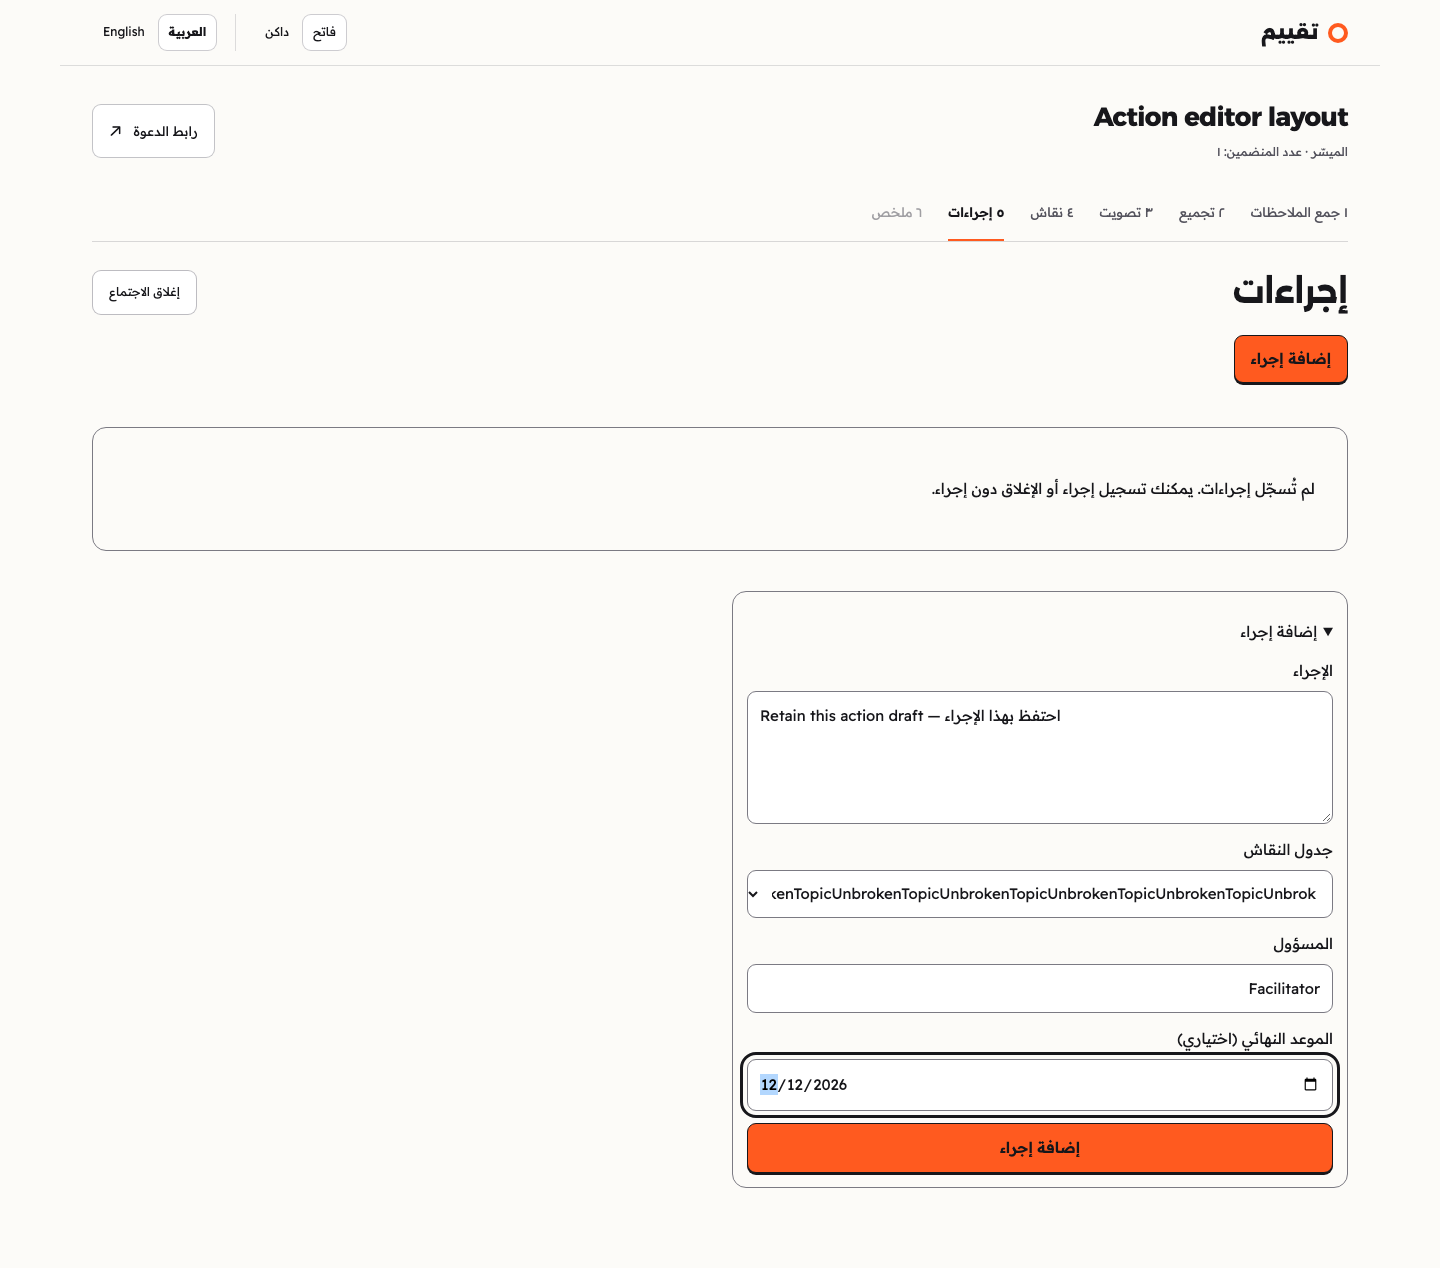 تقييم
فاتح
داكن
العربية
English
Action editor layout
الميسّر · عدد المنضمين: ١
رابط الدعوة
١ جمع الملاحظات
٢ تجميع
٣ تصويت
٤ نقاش
٥ إجراءات
٦ ملخص
إجراءات
إغلاق الاجتماع
إضافة إجراء
لم تُسجّل إجراءات. يمكنك تسجيل إجراء أو الإغلاق دون إجراء.
إضافة إجراء
الإجراء
Retain this action draft — احتفظ بهذا الإجراء
جدول النقاش
kenTopicUnbrokenTopicUnbrokenTopicUnbrokenTopicUnbrokenTopicUnbrok
المسؤول
Facilitator
الموعد النهائي (اختياري)
12/12/2026
إضافة إجراء